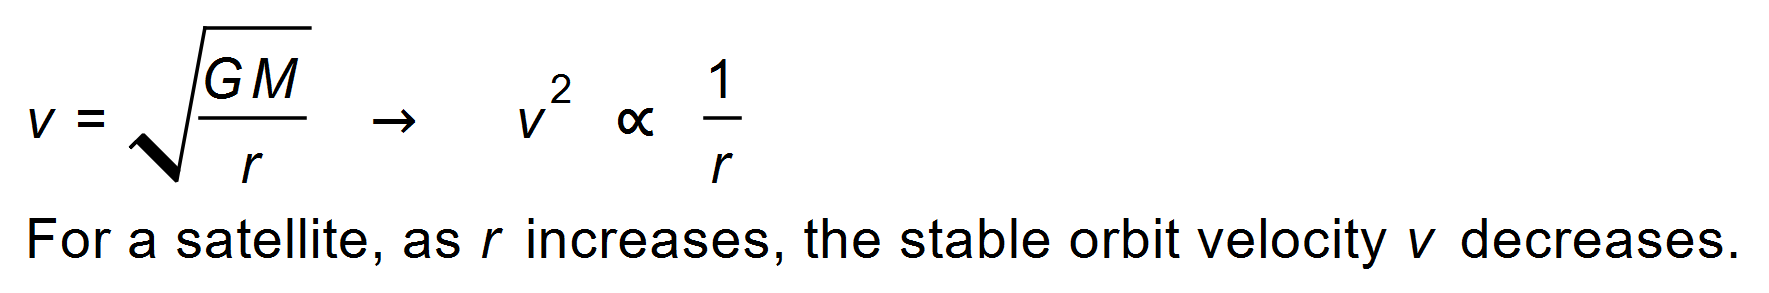 v = √(GM/r) → v² ∝ 1/r
For a satellite, as r increases, the stable orbit velocity v decreases.